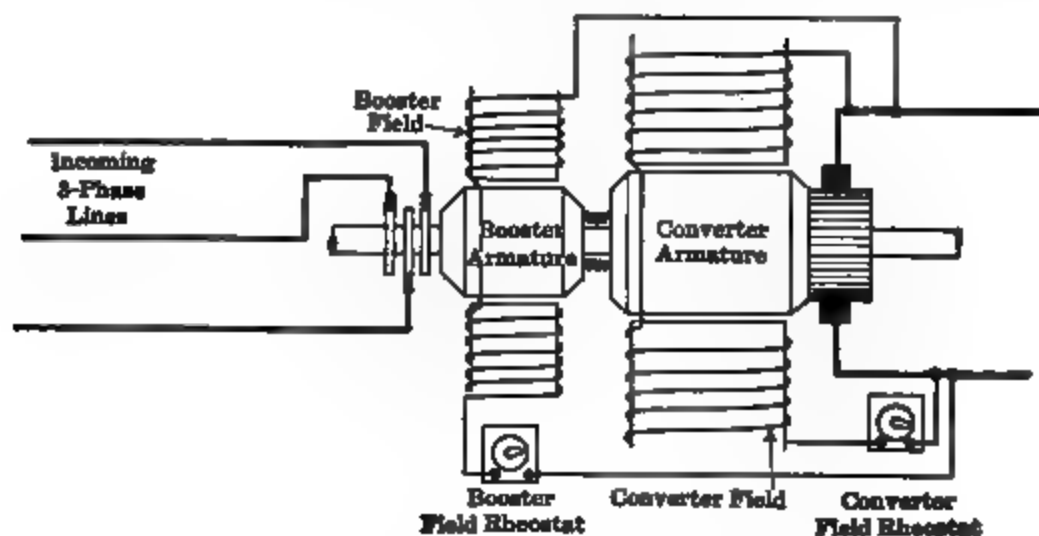 Booster
Field
Incoming
3-Phase
Lines
Booster
Armature
Converter
Armature
Booster
Field Rheostat
Converter Field
Converter
Field Rheostat